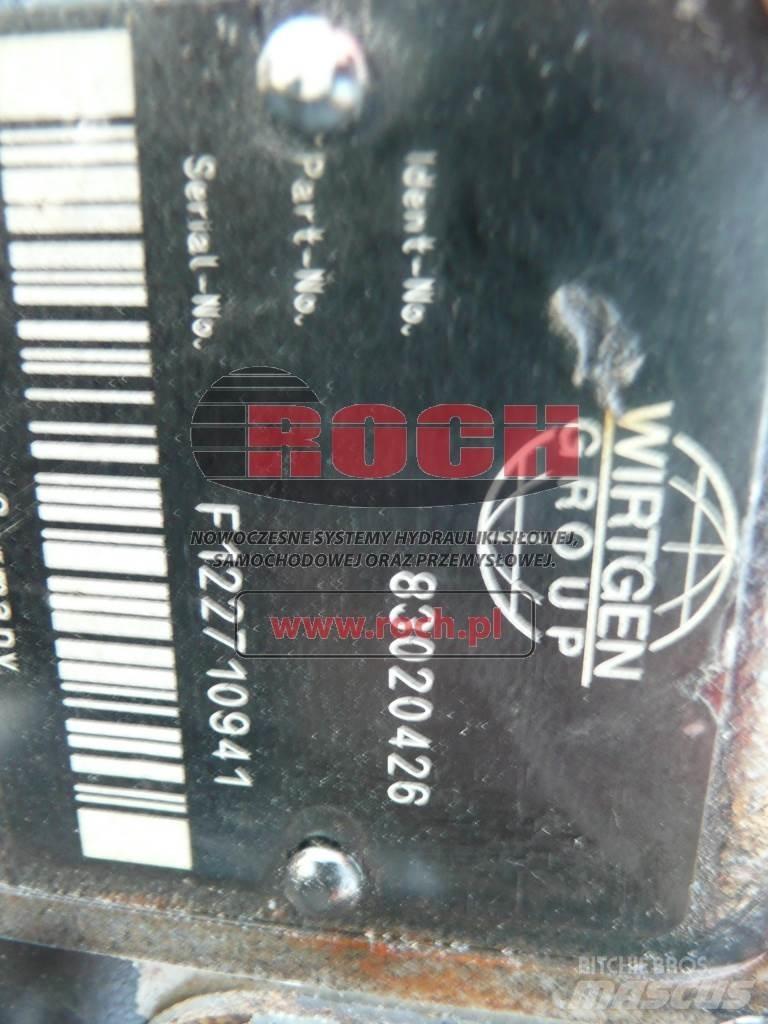 WIRTGEN
GROUP
Ident-No.
83020426
Part-No.
Serial-No.
ROCH
NOWOCZESNE SYSTEMY HYDRAULIKI SIŁOWEJ,
SAMOCHODOWEJ ORAZ PRZEMYSŁOWEJ.
www.roch.pl
RITCHIE BROS.
MASCUS